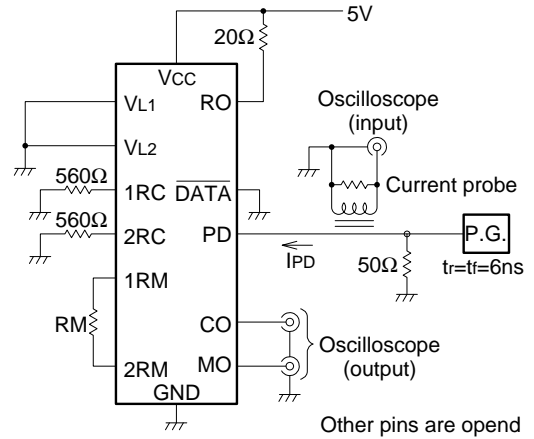 5V
20Ω
VCC
VL1
RO
Oscilloscope
(input)
VL2
560Ω
1RC
DATA
Current probe
560Ω
2RC
PD
P.G.
IPD
50Ω
tr=tf=6ns
1RM
RM
CO
Oscilloscope
(output)
2RM
MO
GND
Other pins are opend